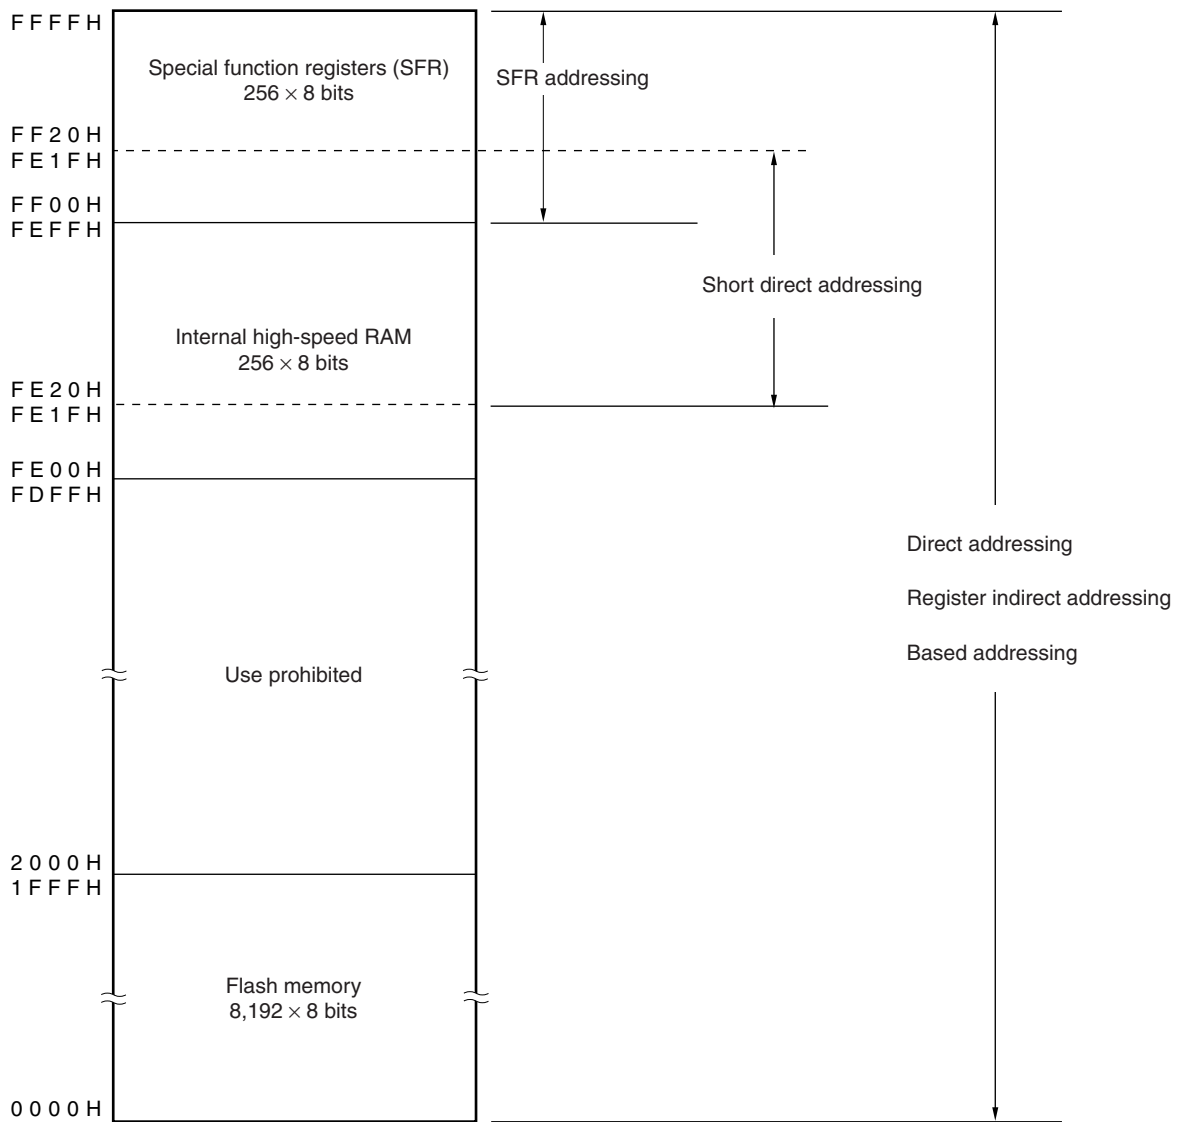 FFFFH
Special function registers (SFR)
256 × 8 bits
SFR addressing
FF20H
FE1FH
FF00H
FEFFH
Short direct addressing
Internal high-speed RAM
256 × 8 bits
FE20H
FE1FH
FE00H
FDFFH
Direct addressing
Register indirect addressing
Based addressing
Use prohibited
2000H
1FFFH
Flash memory
8,192 × 8 bits
0000H